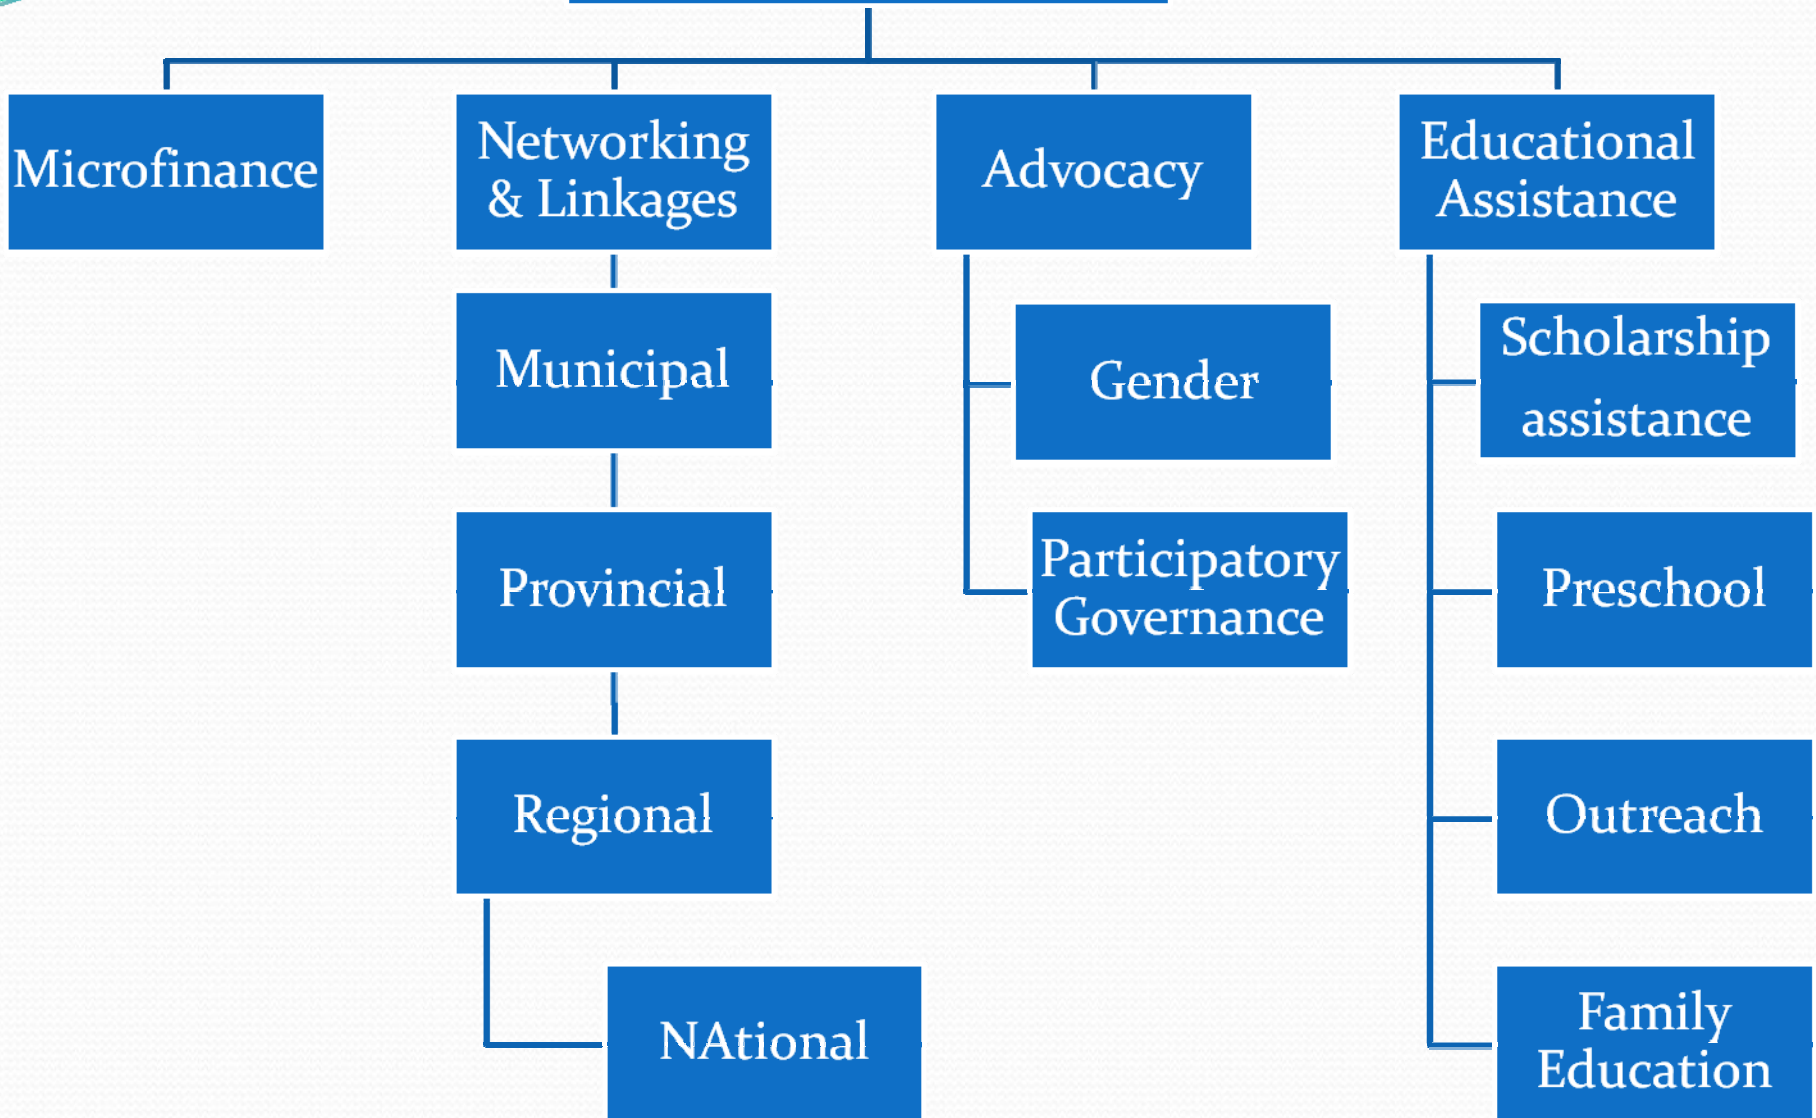 Microfinance
Networking
& Linkages
Advocacy
Educational
Assistance
Municipal
Gender
Scholarship
assistance
Provincial
Participatory
Governance
Preschool
Regional
Outreach
NAtional
Family
Education